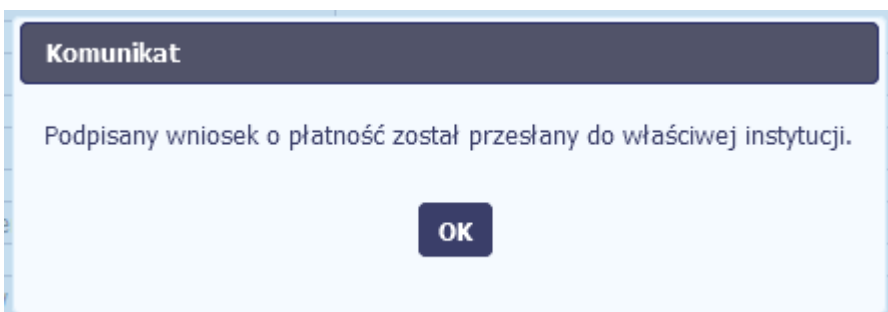 Komunikat
Podpisany wniosek o płatność został przesłany do właściwej instytucji.
OK